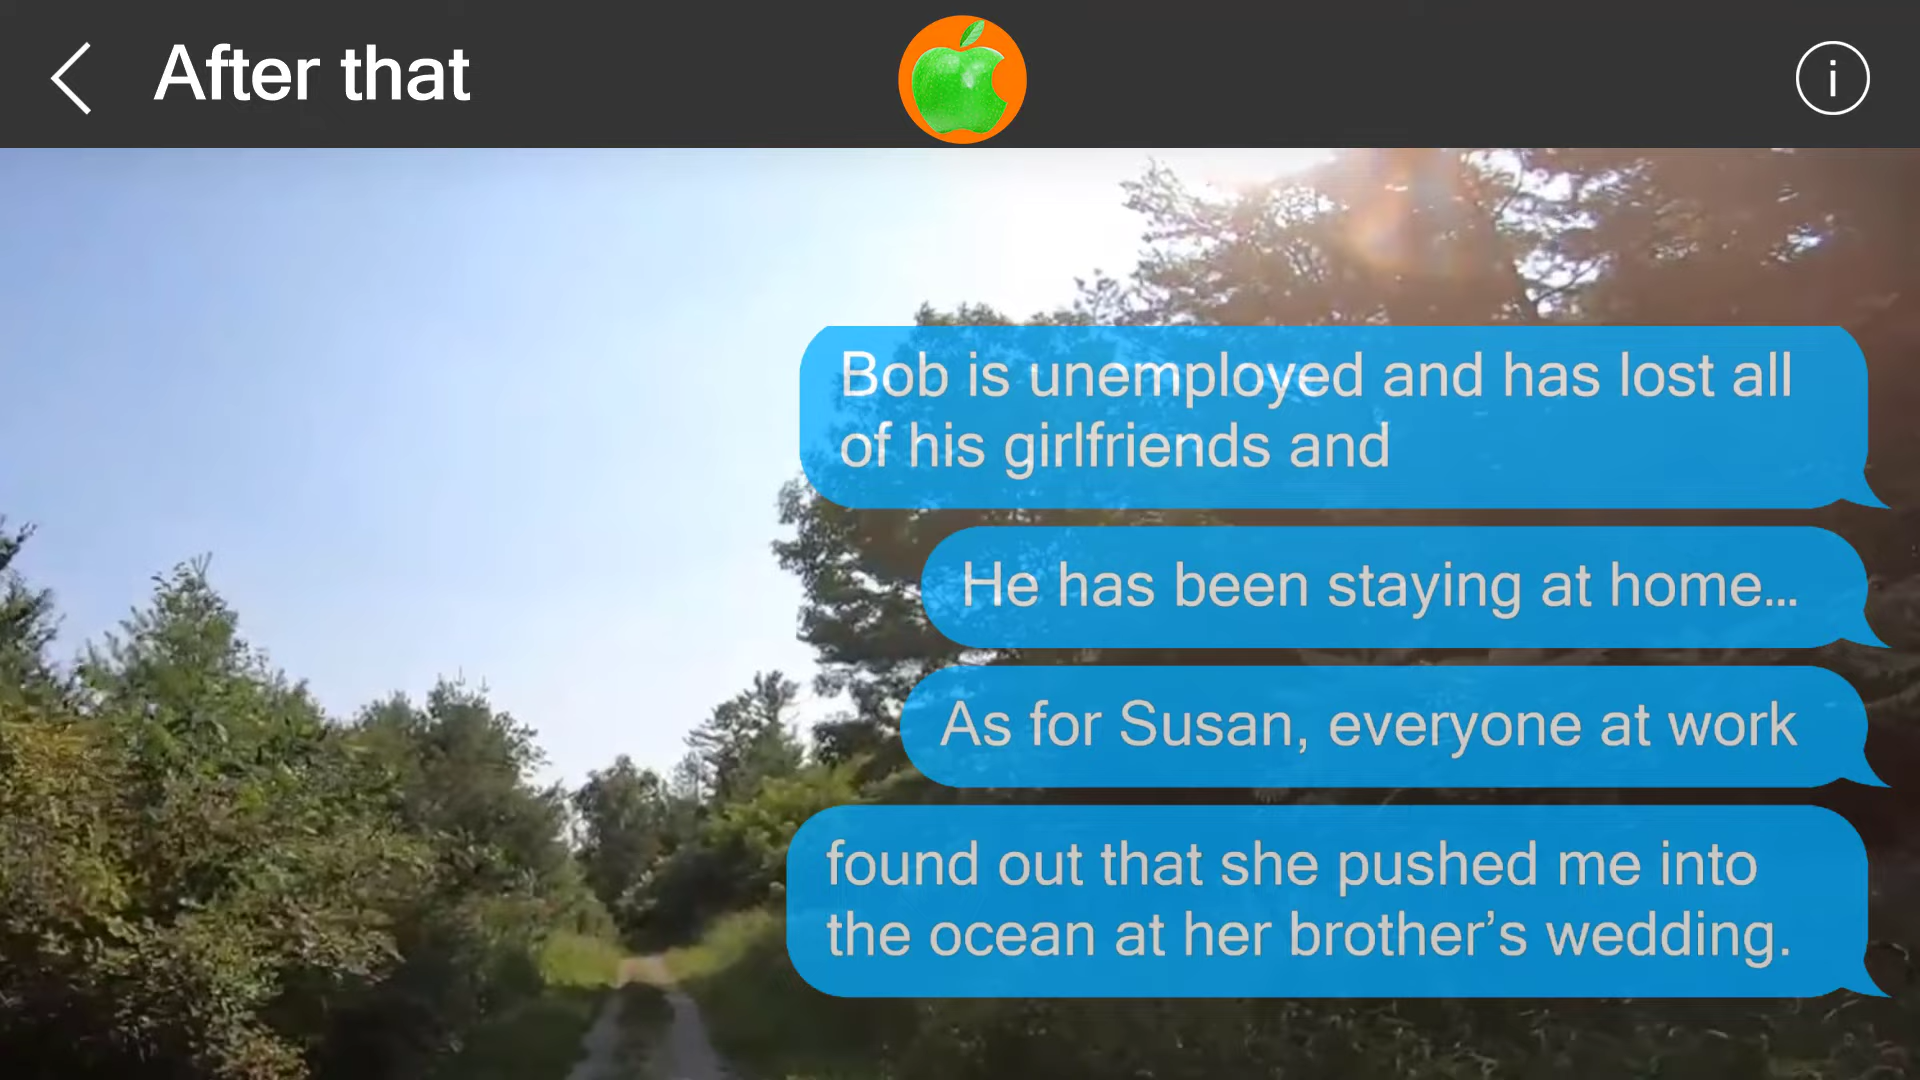 After that
Bob is unemployed and has lost all
of his girlfriends and
He has been staying at home...
As for Susan, everyone at work
found out that she pushed me into
the ocean at her brother’s wedding.